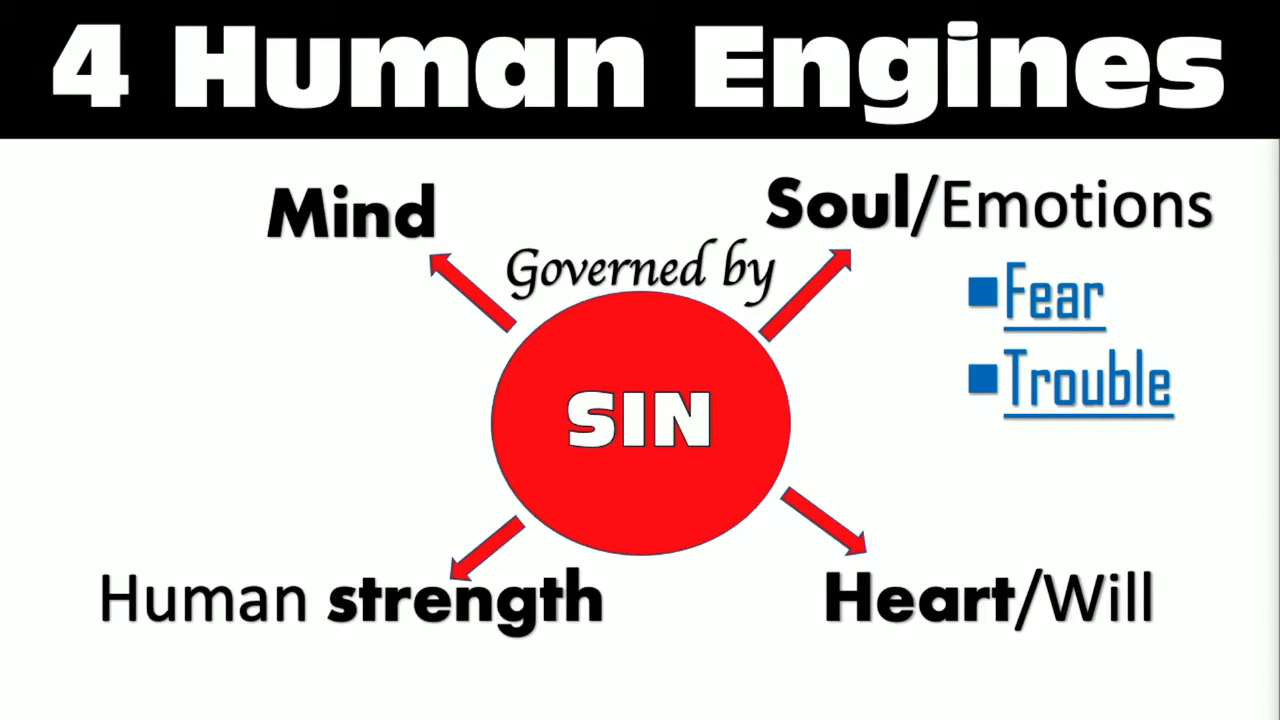 4 Human Engines
Mind
Soul/Emotions
Governed by
Fear
Trouble
SIN
Human strength
Heart/Will